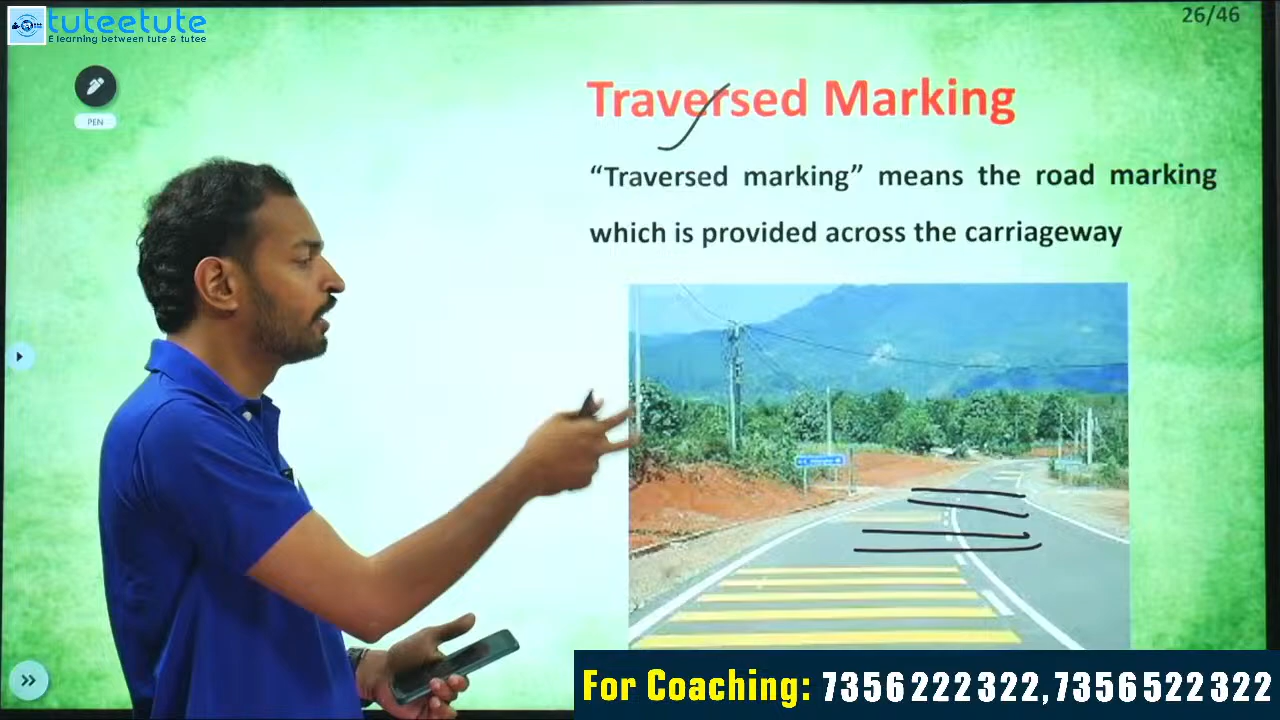 tuteetute
E learning between tute & tutee
26/46
PEN
Traversed Marking
“Traversed marking” means the road marking
which is provided across the carriageway
For Coaching: 7356222322,7356522322